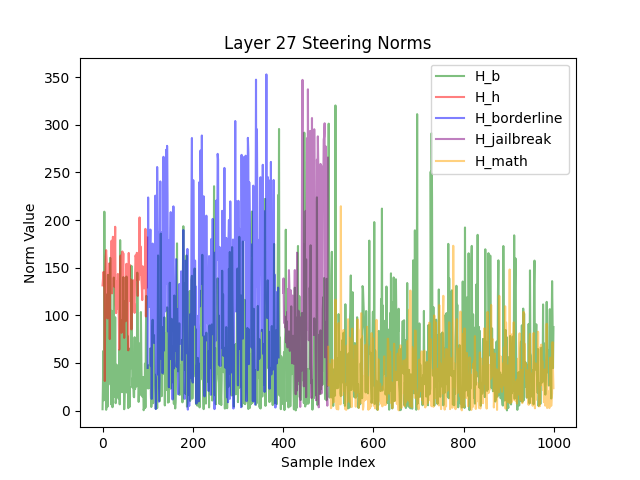 Layer 27 Steering Norms
350
300
250
200
150
100
50
0
Norm Value
H_b
H_h
H_borderline
H_jailbreak
H_math
0
200
400
600
800
1000
Sample Index